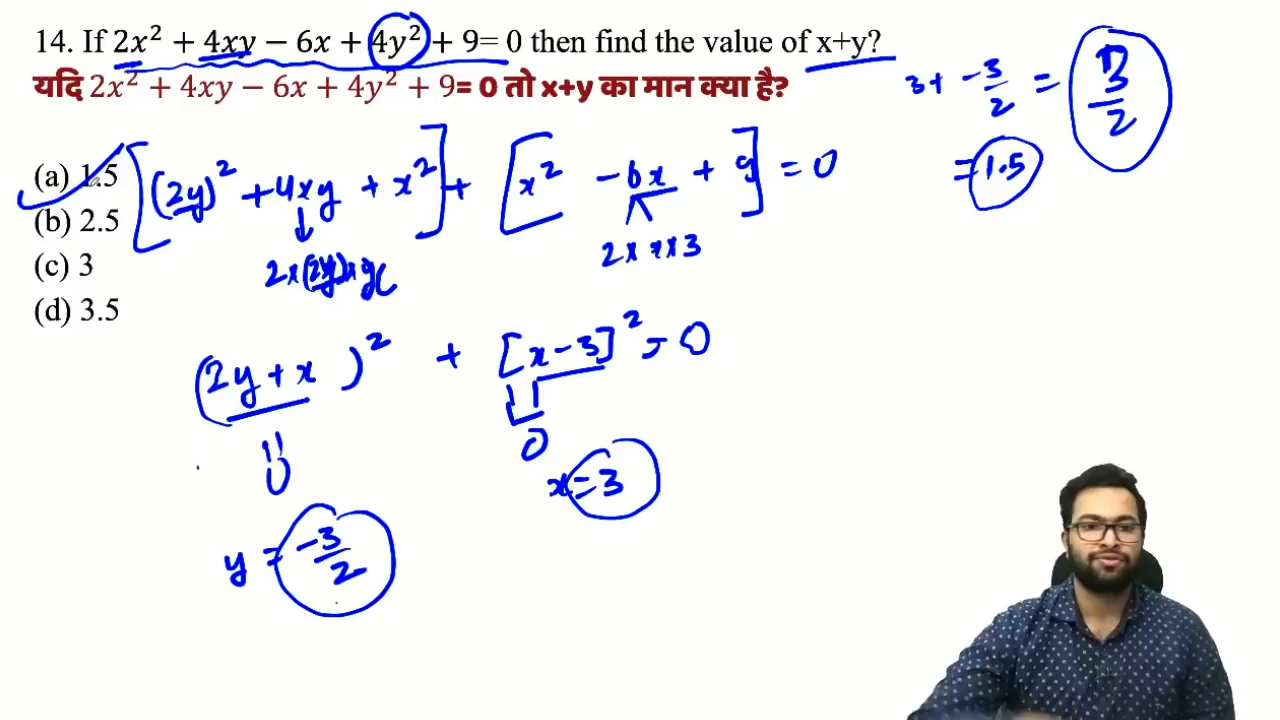 14. If 2x² + 4xy − 6x + 4y² + 9= 0 then find the value of x+y?
यदि 2x² + 4xy − 6x + 4y² + 9= 0 तो x+y का मान क्या है?
3+ -3/2 = 3/2
= 1.5
(a) 1.5
(b) 2.5
(c) 3
(d) 3.5
[(2y)² + 4xy + x²] + [x² - 6x + 9] = 0
2×(2y)×x 2×x×3
(2y+x)² + [x-3]² = 0
0 0
x = 3
y = -3/2